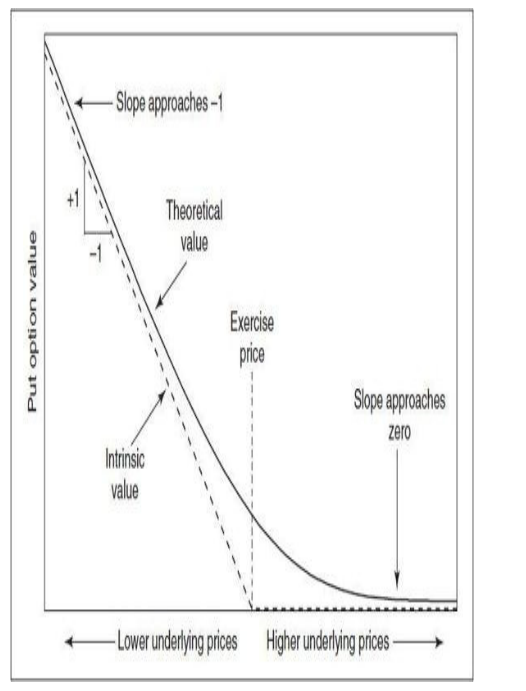 Slope approaches –1
+1
–1
Theoretical
value
Put option value
Exercise
price
Slope approaches
zero
Intrinsic
value
Lower underlying prices
Higher underlying prices